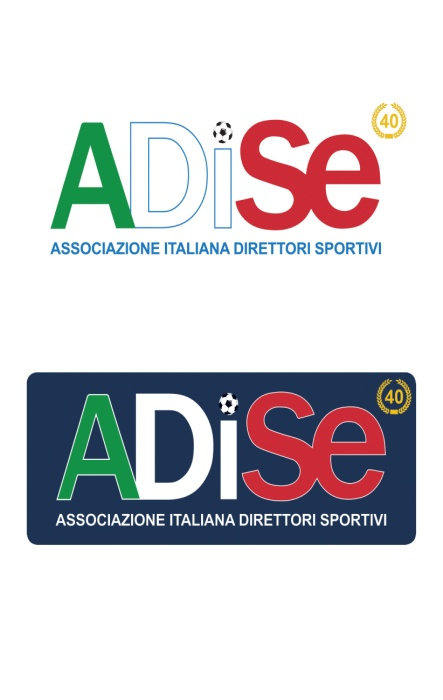 40
ADiSe
ASSOCIAZIONE ITALIANA DIRETTORI SPORTIVI
40
ADiSe
ASSOCIAZIONE ITALIANA DIRETTORI SPORTIVI